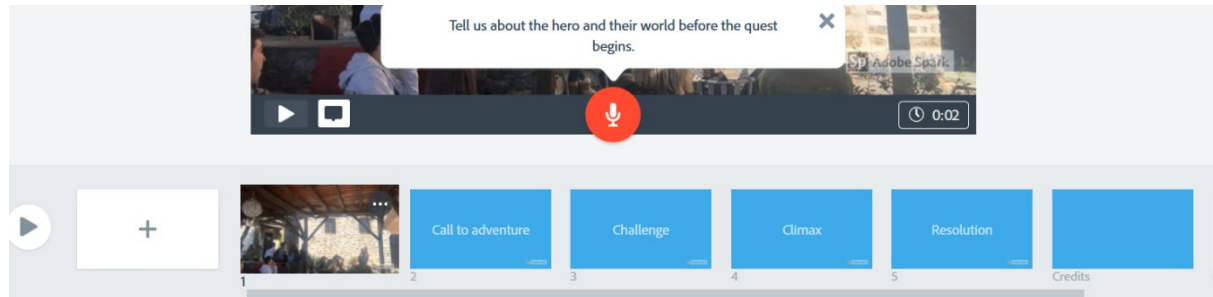 Tell us about the hero and their world before the quest
begins.
Sp Adobe Spark
0:02
Call to adventure
Challenge
Climax
Resolution
1
2
3
4
5
Credits